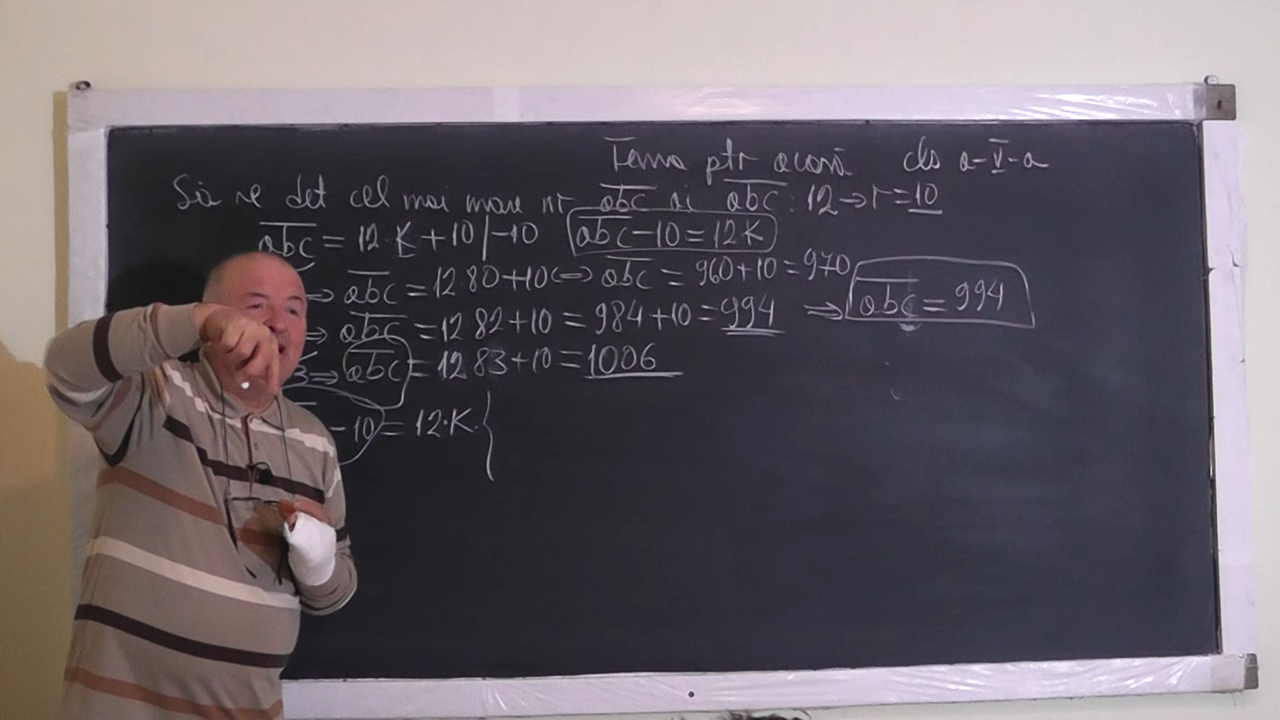 Tema ptr acasă cls a-V-a
Să se det cel mai mare nr abc ai abc : 12 → r = 10
abc = 12·K + 10 | -10 abc - 10 = 12K
⇒ abc = 12·80 + 10 ⇔ abc = 960 + 10 = 970
⇒ abc = 12·82 + 10 = 984 + 10 = 994 ⇒ abc = 994
3 ⇒ abc = 12·83 + 10 = 1006
- 10 = 12·K {